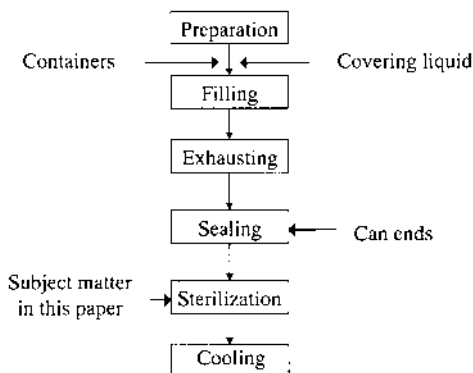 Preparation
Containers
Covering liquid
Filling
Exhausting
Sealing
Can ends
Subject matter
in this paper
Sterilization
Cooling